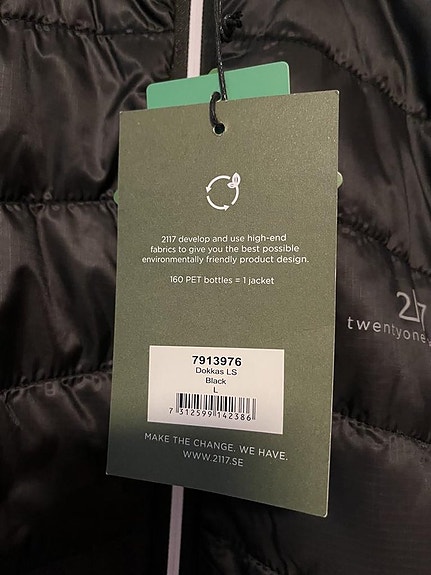 2117 develop and use high-end
fabrics to give you the best possible
environmentally friendly product design.
160 PET bottles = 1 jacket
7913976
Dokkas LS
Black
L
7 312599 142386
MAKE THE CHANGE. WE HAVE.
WWW.2117.SE
2117
twentyone